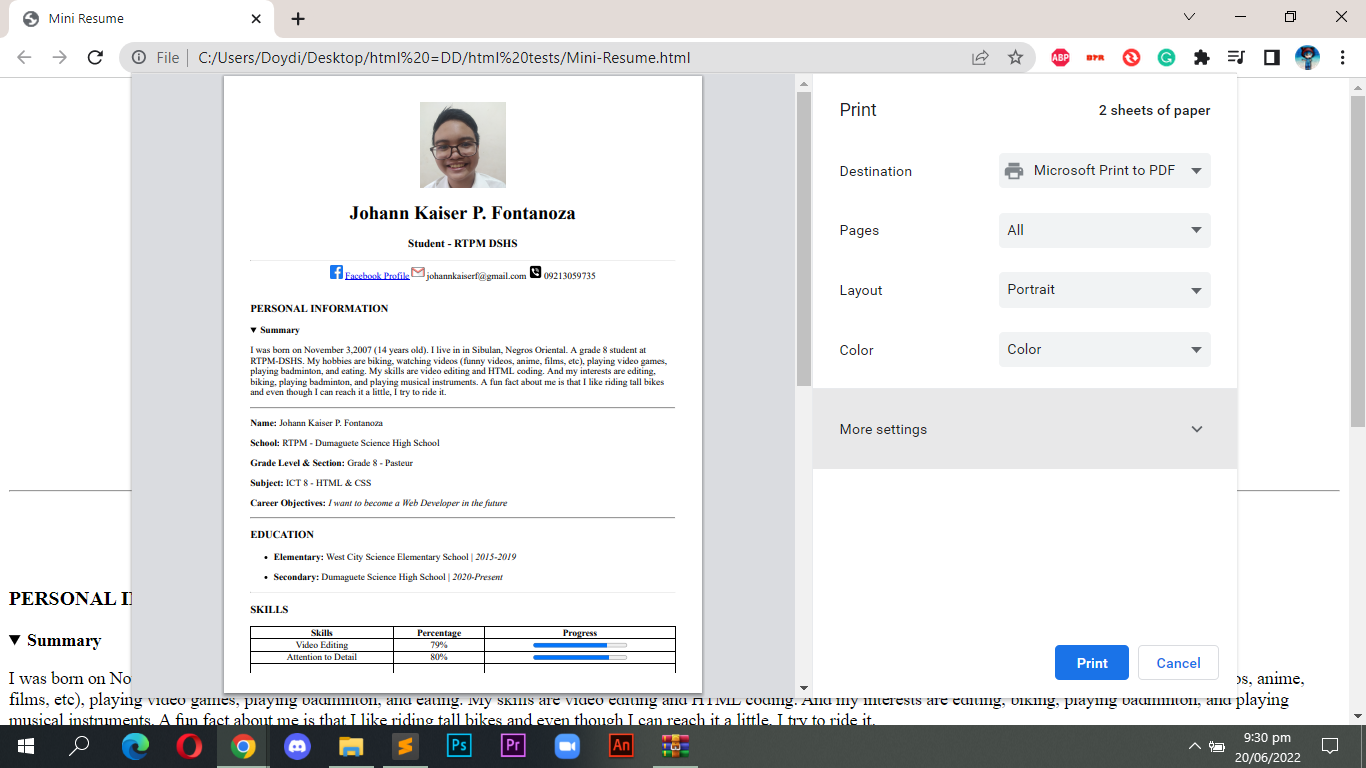 Mini Resume
File
C:/Users/Doydi/Desktop/html%20=DD/html%20tests/Mini-Resume.html
ABP
Johann Kaiser P. Fontanoza
Student - RTPM DSHS
Facebook Profile johannkaiserf@gmail.com 09213059735
PERSONAL INFORMATION
▼ Summary
I was born on November 3,2007 (14 years old). I live in in Sibulan, Negros Oriental. A grade 8 student at
RTPM-DSHS. My hobbies are biking, watching videos (funny videos, anime, films, etc), playing video games,
playing badminton, and eating. My skills are video editing and HTML coding. And my interests are editing,
biking, playing badminton, and playing musical instruments. A fun fact about me is that I like riding tall bikes
and even though I can reach it a little, I try to ride it.
Name: Johann Kaiser P. Fontanoza
School: RTPM - Dumaguete Science High School
Grade Level & Section: Grade 8 - Pasteur
Subject: ICT 8 - HTML & CSS
Career Objectives: I want to become a Web Developer in the future
EDUCATION
• Elementary: West City Science Elementary School | 2015-2019
• Secondary: Dumaguete Science High School | 2020-Present
SKILLS
Skills Percentage Progress
Video Editing 79%
Attention to Detail 80%
Print
2 sheets of paper
Destination
Microsoft Print to PDF
Pages
All
Layout
Portrait
Color
Color
More settings
Print
Cancel
PERSONAL I
▼ Summary
I was born on No
os, anime,
films, etc), playing video games, playing badminton, and eating. My skills are video editing and HTML coding. And my interests are editing, biking, playing badminton, and playing
musical instruments. A fun fact about me is that I like riding tall bikes and even though I can reach it a little, I try to ride it.
Ps
Pr
An
9:30 pm
20/06/2022